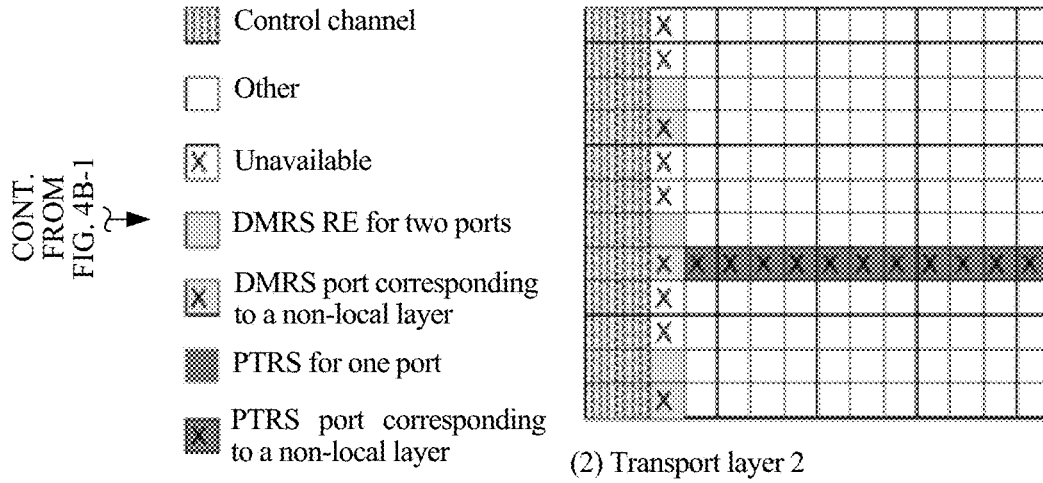 CONT.
FROM
FIG. 4B-1
Control channel
Other
X Unavailable
DMRS RE for two ports
X DMRS port corresponding
to a non-local layer
PTRS for one port
X PTRS port corresponding
to a non-local layer
X
X
X
X
X
X X X X X X X X X X X X
X
X
X
(2) Transport layer 2